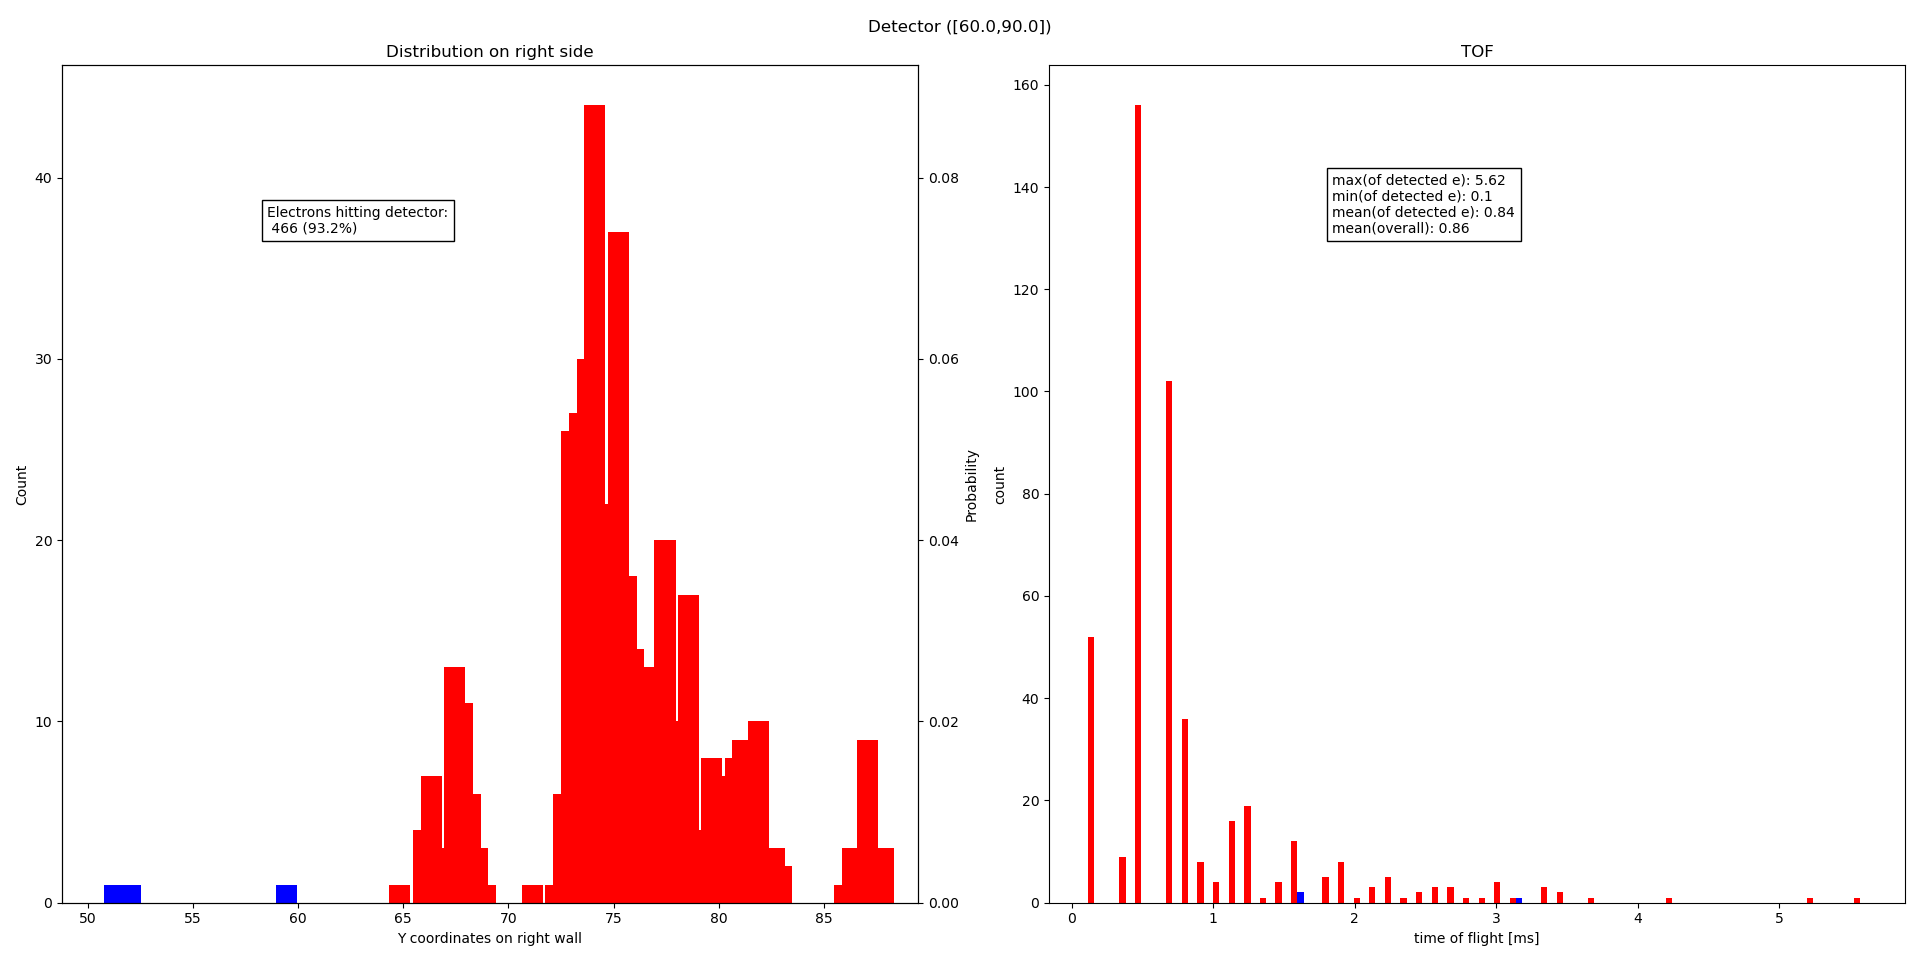 Detector ([60.0,90.0])
Distribution on right side
Electrons hitting detector:
466 (93.2%)
Count
40
30
20
10
0
50
55
60
65
70
75
80
85
Y coordinates on right wall
0.08
0.06
0.04
0.02
0.00
Probability
TOF
max(of detected e): 5.62
min(of detected e): 0.1
mean(of detected e): 0.84
mean(overall): 0.86
count
160
140
120
100
80
60
40
20
0
0
1
2
3
4
5
time of flight [ms]